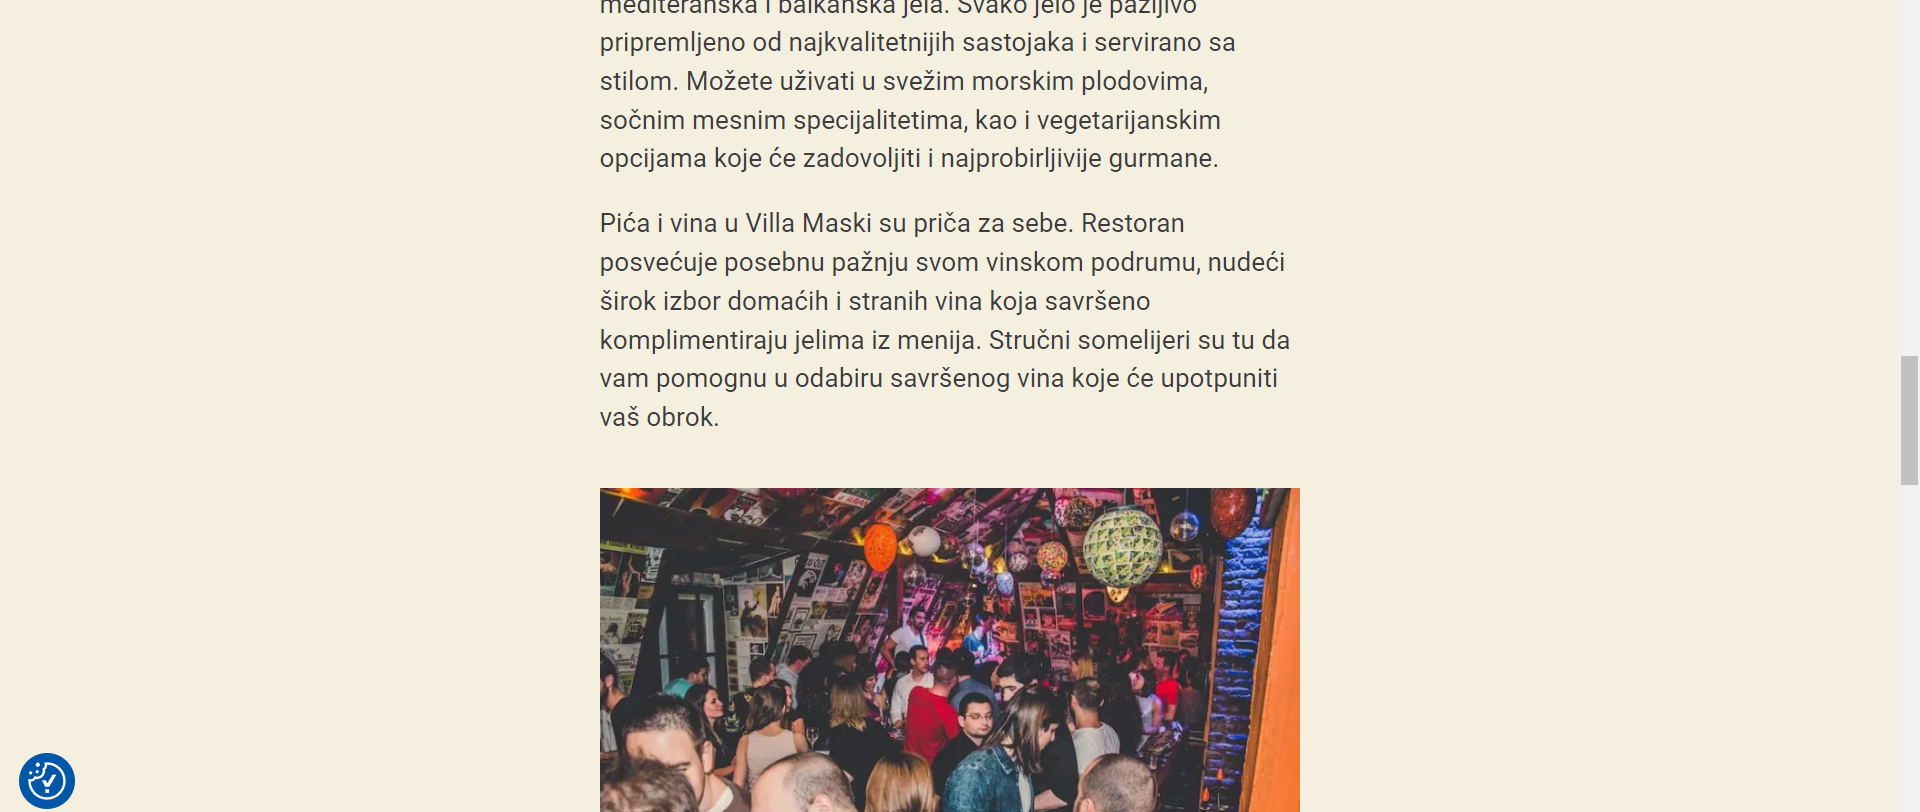 mediteranska i balkanska jela. Svako jelo je pažljivo
pripremljeno od najkvalitetnijih sastojaka i servirano sa
stilom. Možete uživati u svežim morskim plodovima,
sočnim mesnim specijalitetima, kao i vegetarijanskim
opcijama koje će zadovoljiti i najprobirljivije gurmane.
Pića i vina u Villa Maski su priča za sebe. Restoran
posvećuje posebnu pažnju svom vinskom podrumu, nudeći
širok izbor domaćih i stranih vina koja savršeno
komplimentiraju jelima iz menija. Stručni somelijeri su tu da
vam pomognu u odabiru savršenog vina koje će upotpuniti
vaš obrok.